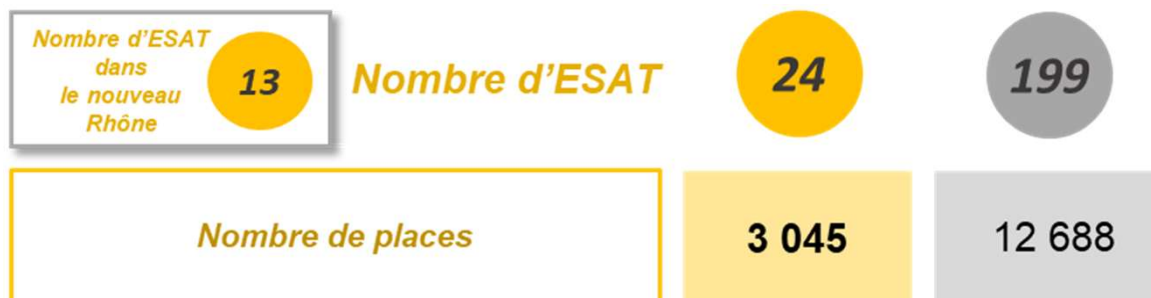 Nombre d'ESAT
dans
le nouveau
Rhône
13
Nombre d'ESAT
24
199
Nombre de places
3 045
12 688